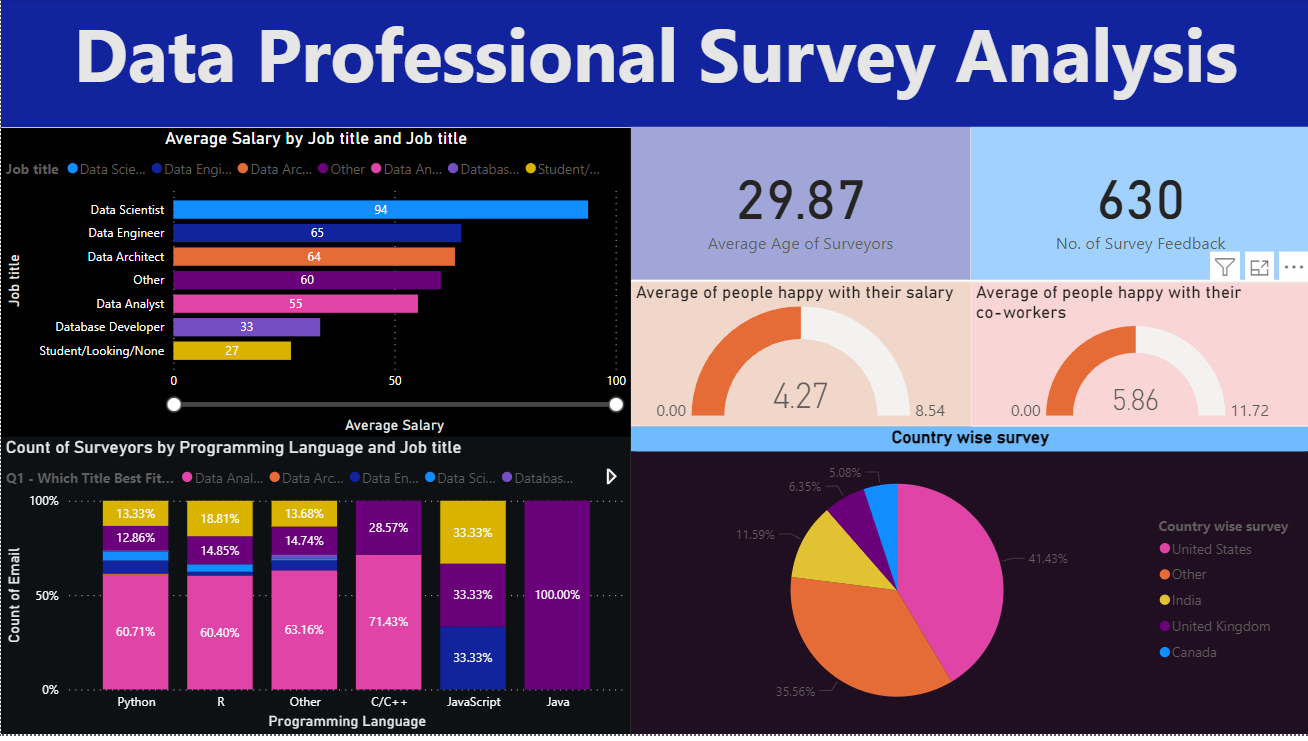 Data Professional Survey Analysis
Average Salary by Job title and Job title
Job title Data Scie... Data Engi... Data Arc... Other Data An... Databas... Student/...
Job title
Data Scientist 94
Data Engineer 65
Data Architect 64
Other 60
Data Analyst 55
Database Developer 33
Student/Looking/None 27
0 50 100
Average Salary
29.87
Average Age of Surveyors
630
No. of Survey Feedback
Average of people happy with their salary
4.27
0.00 8.54
Average of people happy with their
co-workers
5.86
0.00 11.72
Count of Surveyors by Programming Language and Job title
Q1 - Which Title Best Fit... Data Anal... Data Arc... Data En... Data Sci... Databas...
Count of Email
100%
50%
0%
13.33% 18.81% 13.68% 28.57% 33.33%
12.86% 14.85% 14.74%
33.33% 100.00%
60.71% 60.40% 63.16% 71.43% 33.33%
Python R Other C/C++ JavaScript Java
Programming Language
Country wise survey
5.08%
6.35%
11.59%
41.43%
35.56%
Country wise survey
United States
Other
India
United Kingdom
Canada